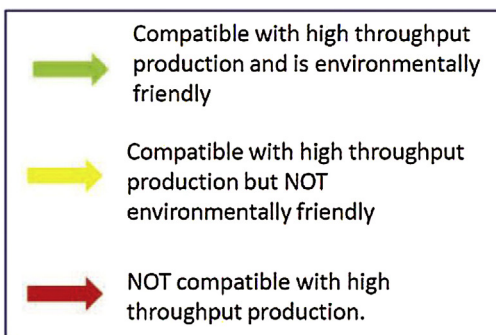 Compatible with high throughput
production and is environmentally
friendly
Compatible with high throughput
production but NOT
environmentally friendly
NOT compatible with high
throughput production.